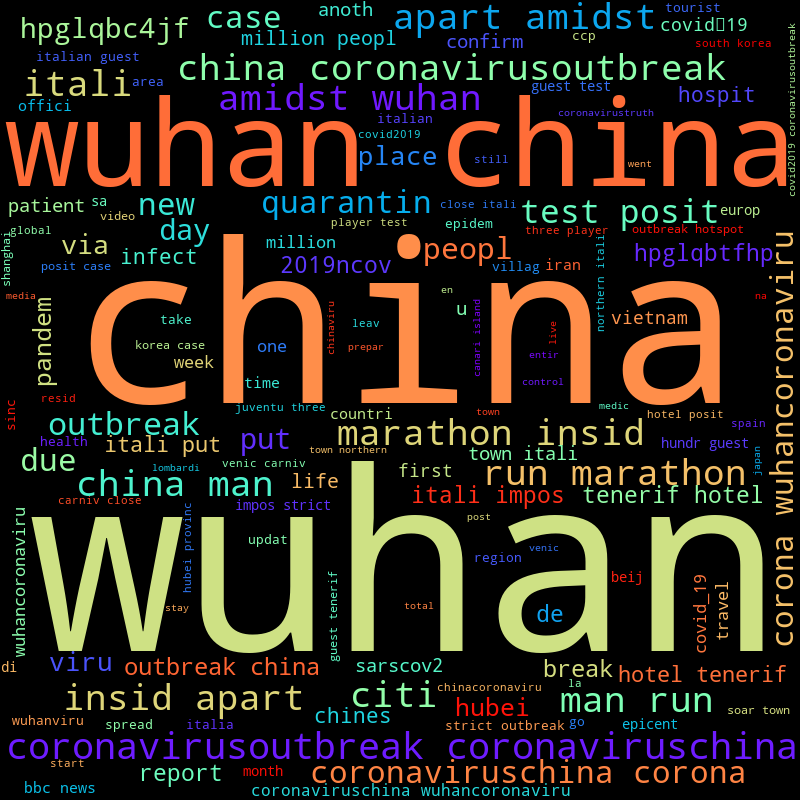 anoth
tourist
hpglqbc4jf
case
apart amidst
covid19
million peopl
confirm
ccp
south korea
italian guest
china coronavirusoutbreak
itali
area
guest test
hospit
amidst wuhan
offici
italian
coronavirustruth
covid2019 coronavirusoutbreak
wuhan china
covid2019
place
still
went
patient
sa
new
quarantin
close itali
test posit
europ
video
global
day
player test
epidem
three player
outbreak hotspot
shanghai
via
infect
million
peopl
hpglqbtfhp
posit case
2019ncov
villag
iran
northern itali
china
media
en
na
pandem
take
chinaviru
leav
u
canari island
live
vietnam
corona wuhancoronaviru
korea case
prepar
entir
week
one
time
control
resid
juventu three
medic
sinc
countri
town
hotel posit
outbreak
marathon insid
spain
health
itali put
put
town northern
town itali
hundr guest
due
lombardi
venic carniv
first
run marathon
japan
china man
life
itali impos
tenerif hotel
carniv close
impos strict
wuhan
wuhancoronaviru
hubei provinc
updat
post
venic
region
guest tenerif
beij
covid_19
travel
stay
total
de
di
viru
outbreak china
sarscov2
break
hotel tenerif
insid apart
citi
chinacoronaviru
la
man run
hubei
soar town
wuhanviru
spread
italia
chines
strict outbreak
go
epicent
coronavirusoutbreak coronaviruschina
start
report
month
coronaviruschina corona
bbc news
coronaviruschina wuhancoronaviru